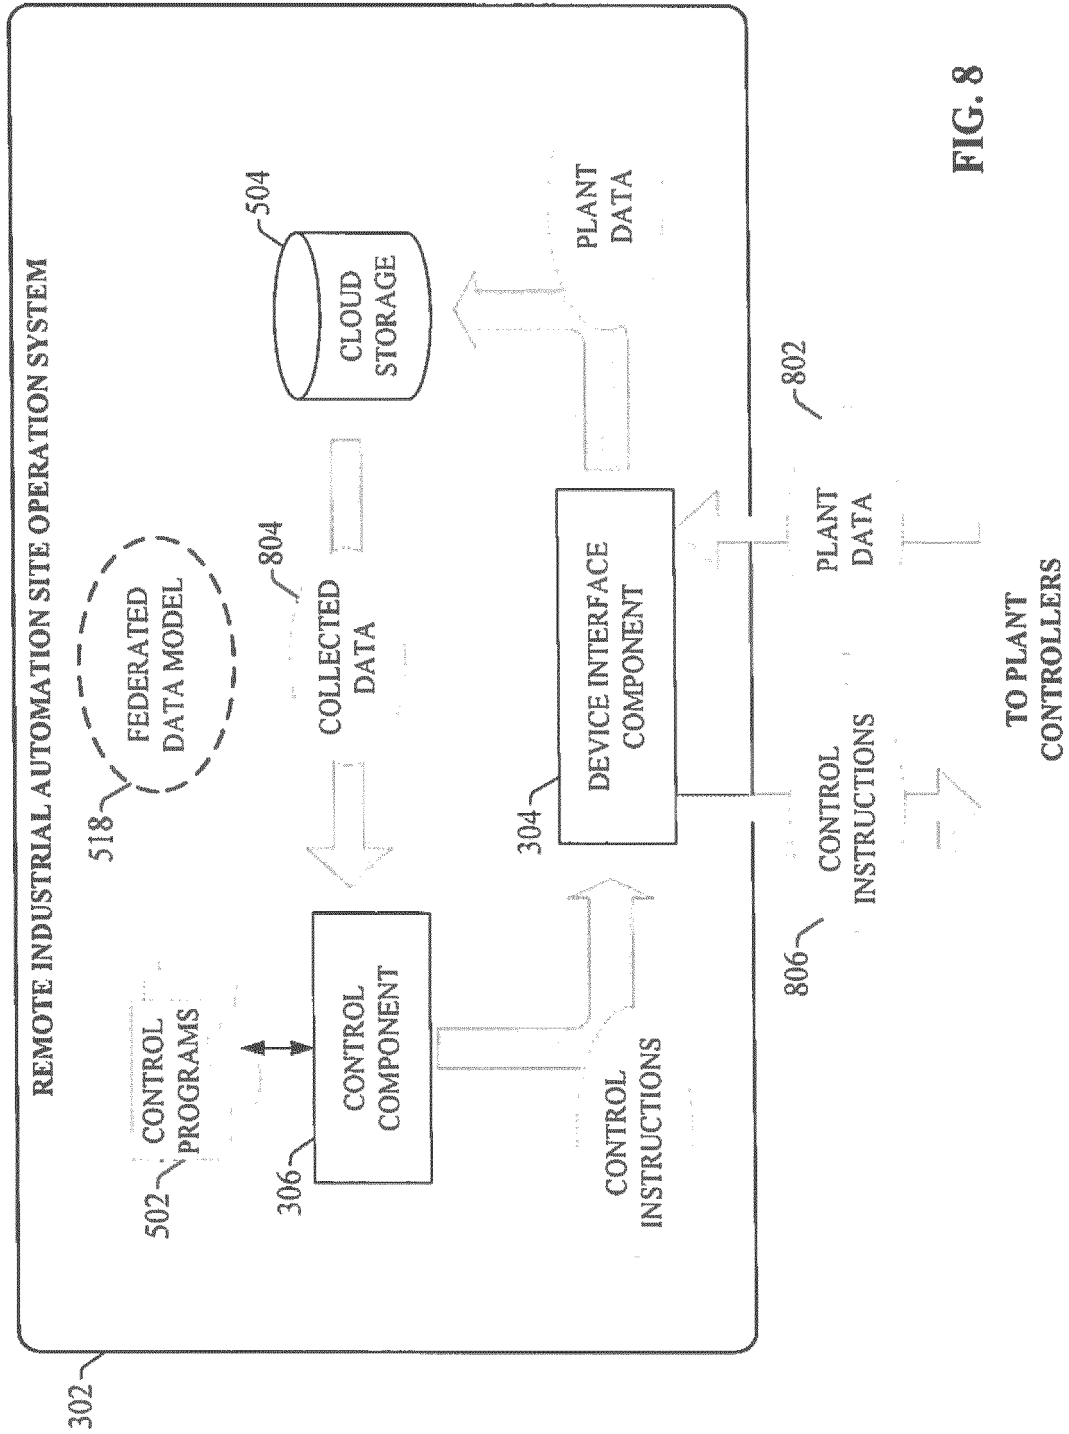 REMOTE INDUSTRIAL AUTOMATION SITE OPERATION SYSTEM
302
502
CONTROL
PROGRAMS
518
FEDERATED
DATA MODEL
306
CONTROL
COMPONENT
804
COLLECTED
DATA
504
CLOUD
STORAGE
CONTROL
INSTRUCTIONS
304
DEVICE INTERFACE
COMPONENT
PLANT
DATA
806
CONTROL
INSTRUCTIONS
PLANT
DATA
802
TO PLANT
CONTROLLERS
FIG. 8